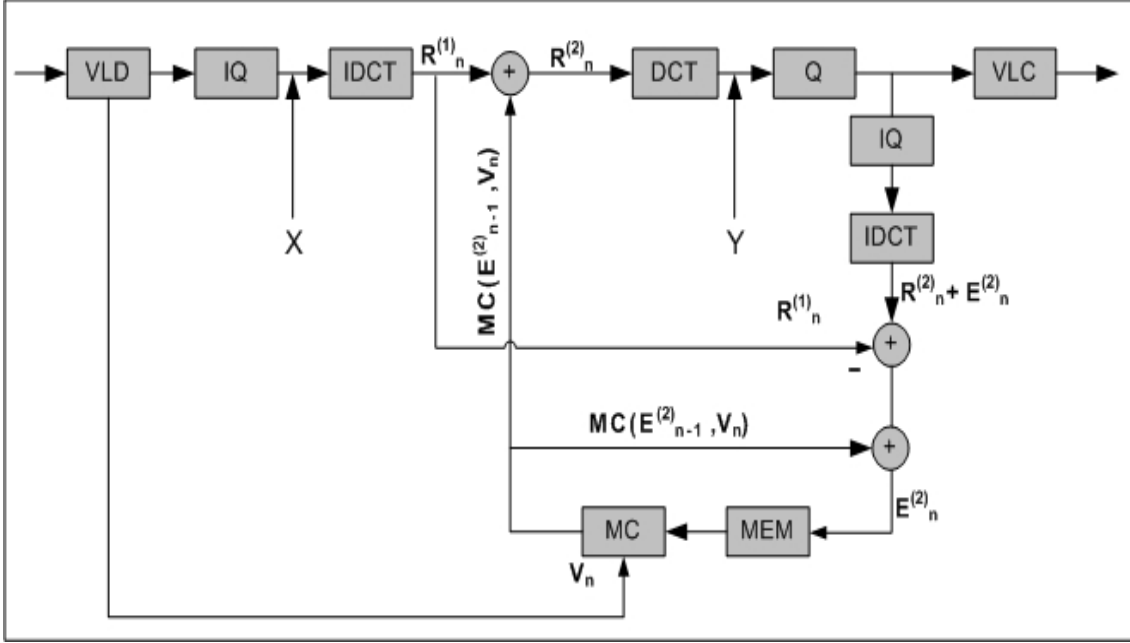 VLD
IQ
IDCT
R(1)n
+
R(2)n
DCT
Q
VLC
X
Y
MC(E(2)n-1 ,Vn)
IQ
IDCT
R(2)n+ E(2)n
R(1)n
+
-
MC(E(2)n-1 ,Vn)
+
E(2)n
MC
MEM
Vn